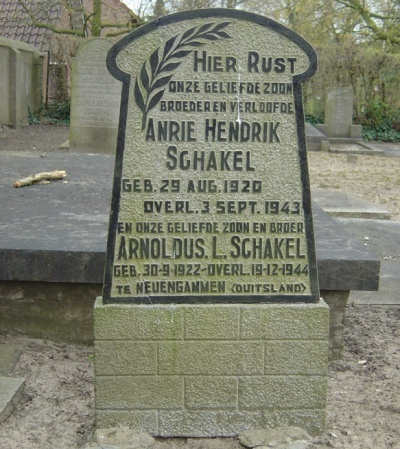 HIER RUST
ONZE GELIEFDE ZOON
BROEDER EN VERLOOFDE
ANRIE HENDRIK
SCHAKEL
GEB. 29 AUG. 1920
OVERL. 3 SEPT. 1943
EN ONZE GELIEFDE ZOON EN BROER
ARNOLDUS. L. SCHAKEL
GEB. 30-9-1922-OVERL. 19-12-1944
TE NEUENGAMMEN (DUITSLAND)